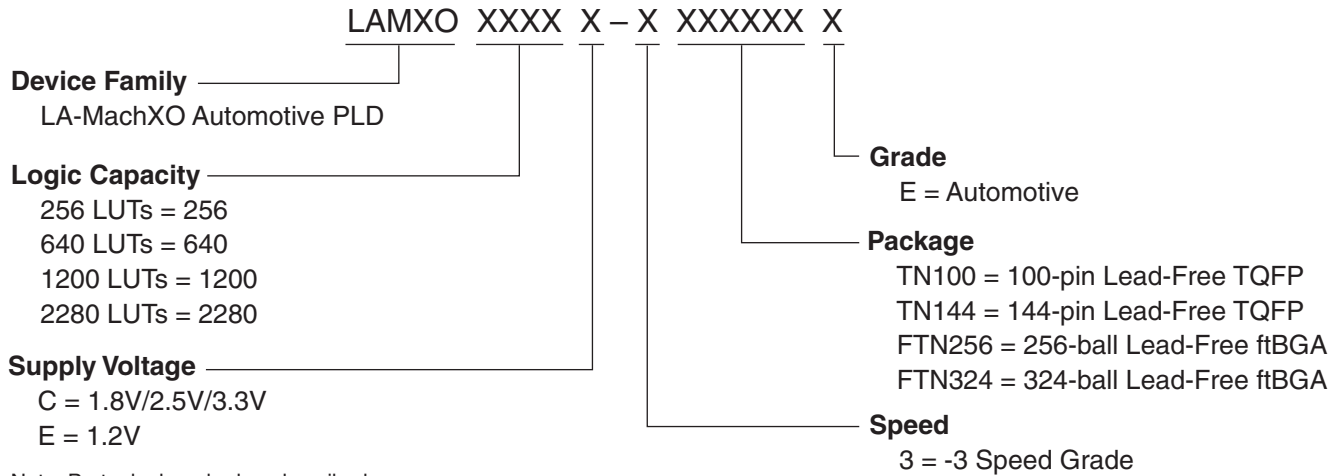 LAMXO XXXX X – X XXXXXX X
Device Family
LA-MachXO Automotive PLD
Logic Capacity
256 LUTs = 256
640 LUTs = 640
1200 LUTs = 1200
2280 LUTs = 2280
Supply Voltage
C = 1.8V/2.5V/3.3V
E = 1.2V
Grade
E = Automotive
Package
TN100 = 100-pin Lead-Free TQFP
TN144 = 144-pin Lead-Free TQFP
FTN256 = 256-ball Lead-Free ftBGA
FTN324 = 324-ball Lead-Free ftBGA
Speed
3 = -3 Speed Grade